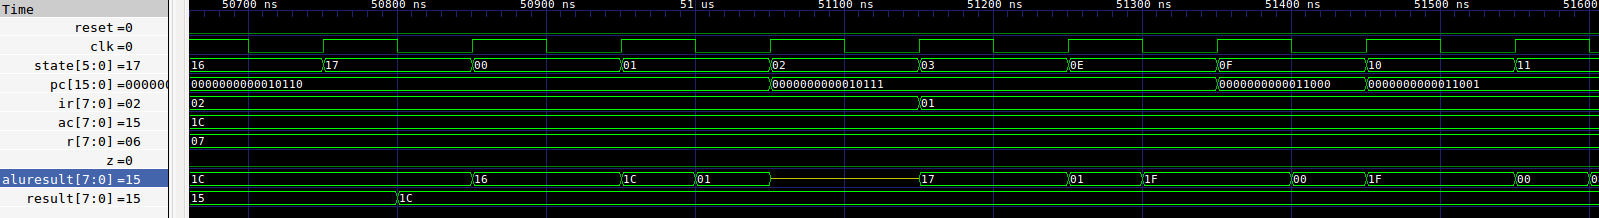 Time 50700 ns 50800 ns 50900 ns 51 us 51100 ns 51200 ns 51300 ns 51400 ns 51500 ns 51600
reset=0
clk=0
state[5:0]=17 16 17 00 01 02 03 0E 0F 10 11
pc[15:0]=000000 0000000000010110 0000000000010111 0000000000011000 0000000000011001
ir[7:0]=02 02 01
ac[7:0]=15 1C
r[7:0]=06 07
z=0
aluresult[7:0]=15 1C 16 1C 01 17 01 1F 00 1F 00 0
result[7:0]=15 15 1C